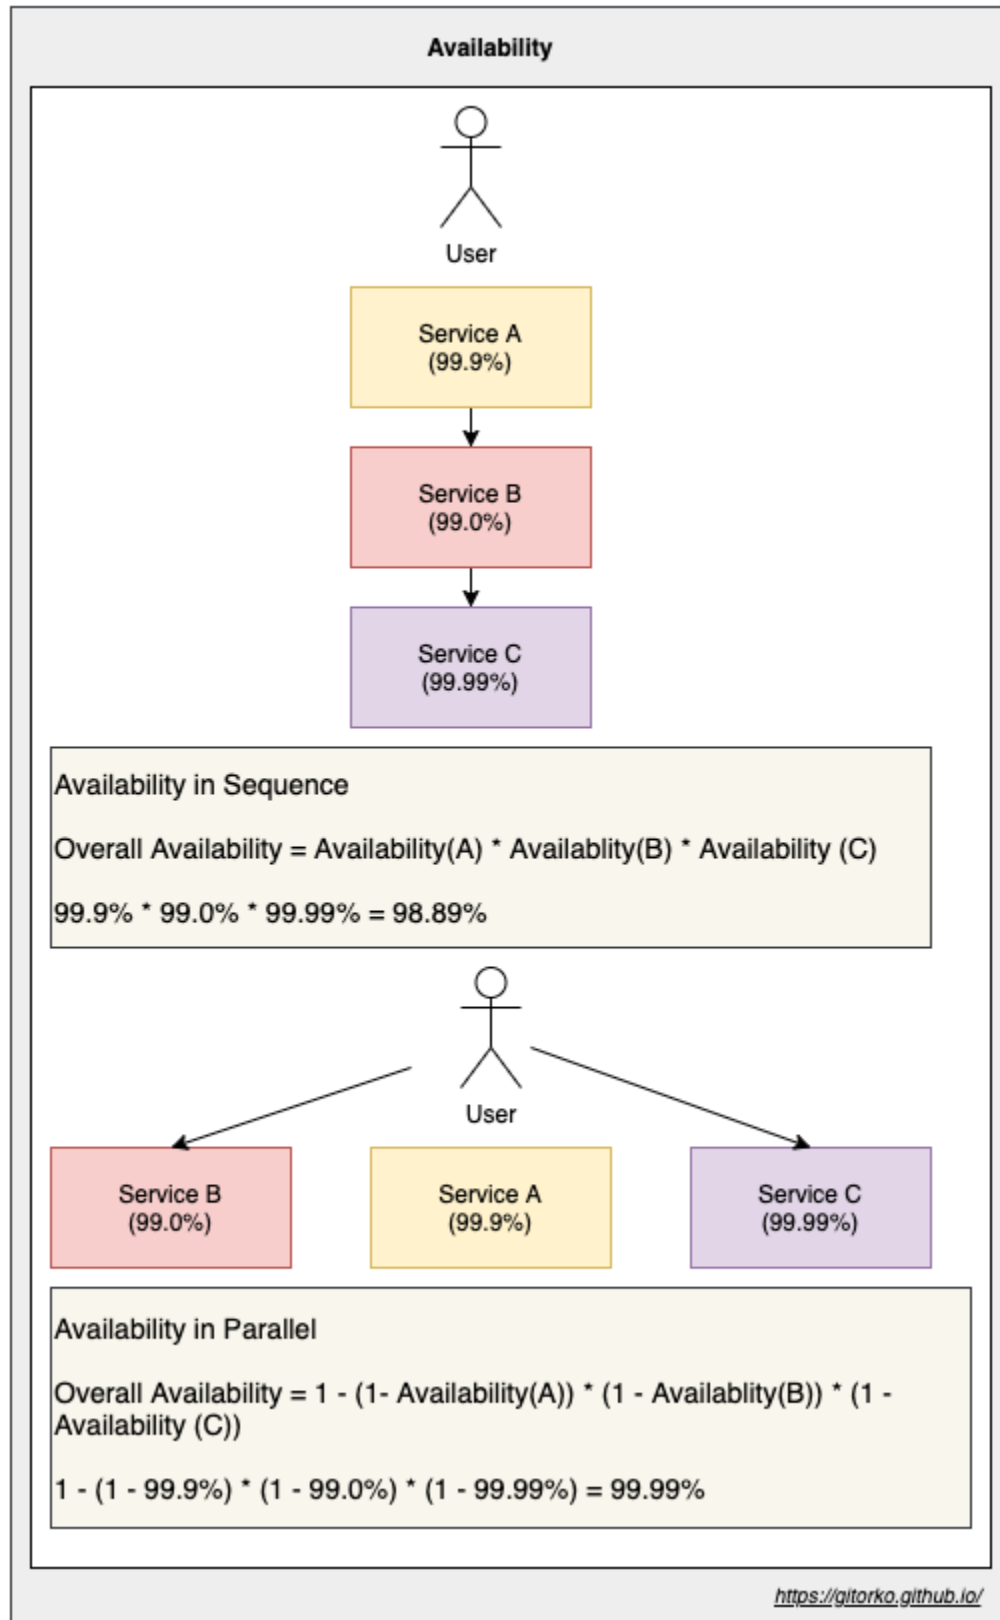 Availability
User
Service A
(99.9%)
Service B
(99.0%)
Service C
(99.99%)
Availability in Sequence
Overall Availability = Availability(A) * Availablity(B) * Availability (C)
99.9% * 99.0% * 99.99% = 98.89%
User
Service B
(99.0%)
Service A
(99.9%)
Service C
(99.99%)
Availability in Parallel
Overall Availability = 1 - (1- Availability(A)) * (1 - Availablity(B)) * (1 -
Availability (C))
1 - (1 - 99.9%) * (1 - 99.0%) * (1 - 99.99%) = 99.99%
https://gitorko.github.io/